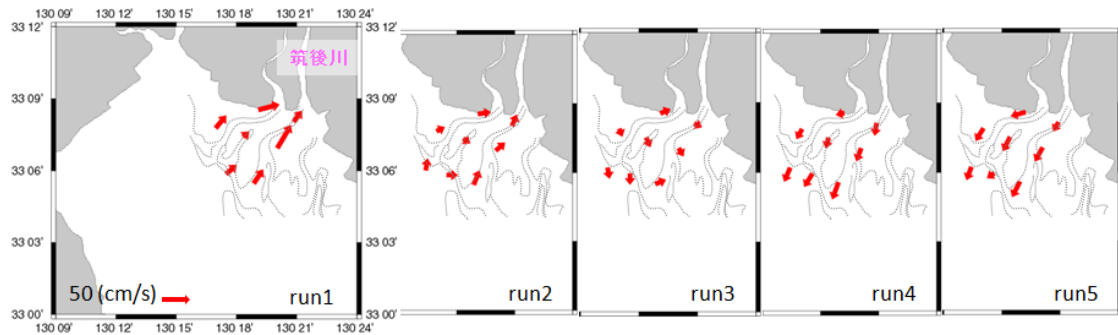 130 09' 130 12' 130 15' 130 18' 130 21' 130 24'
33 12' 33 12'
筑後川
33 09' 33 09'
33 06' 33 06'
33 03' 33 03'
50 (cm/s) run1 run2 run3 run4 run5
33 00' 33 00'
130 09' 130 12' 130 15' 130 18' 130 21' 130 24'